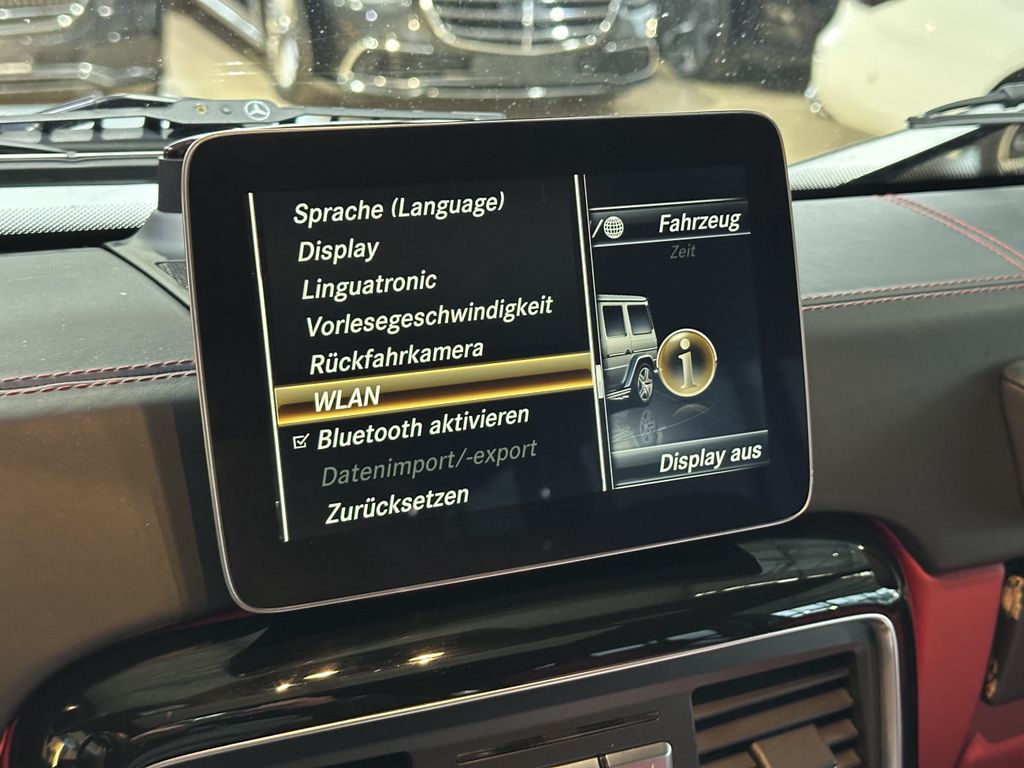 Sprache (Language)
Display
Linguatronic
Vorlesegeschwindigkeit
Rückfahrkamera
WLAN
Bluetooth aktivieren
Datenimport/-export
Zurücksetzen
Fahrzeug
Zeit
i
Display aus